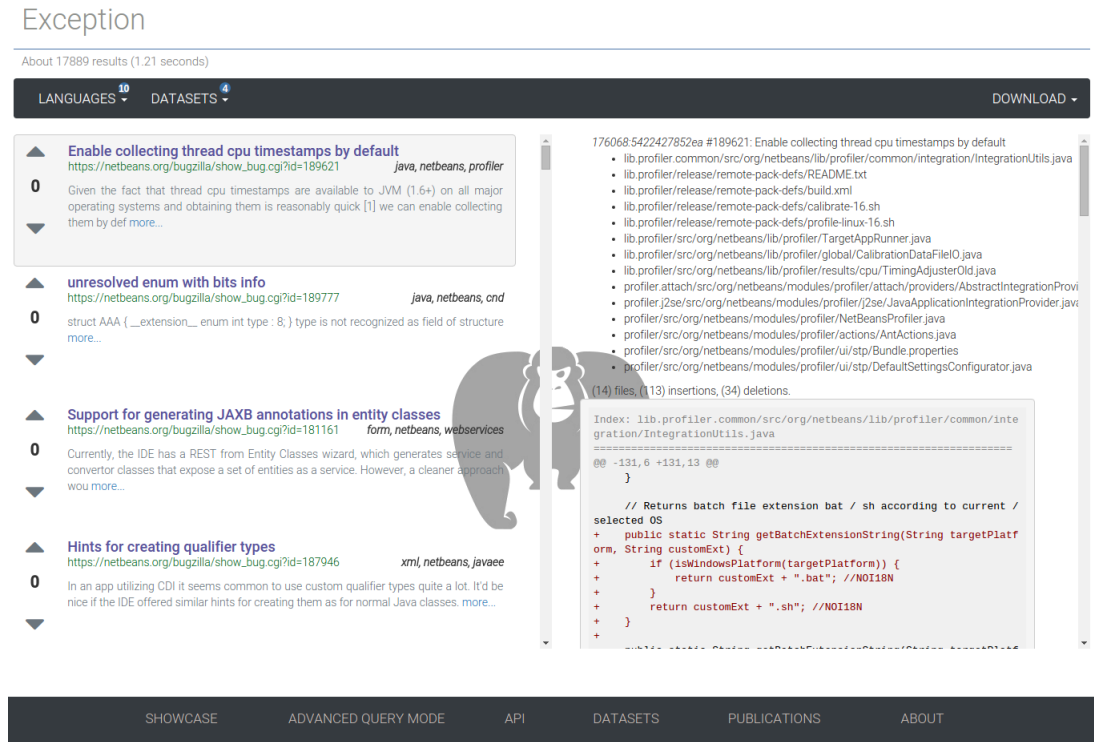 Exception
About 17889 results (1.21 seconds)
LANGUAGES 10 DATASETS 4 DOWNLOAD
Enable collecting thread cpu timestamps by default
https://netbeans.org/bugzilla/show_bug.cgi?id=189621 java, netbeans, profiler
0
Given the fact that thread cpu timestamps are available to JVM (1.6+) on all major
operating systems and obtaining them is reasonably quick [1] we can enable collecting
them by def more...
unresolved enum with bits info
https://netbeans.org/bugzilla/show_bug.cgi?id=189777 java, netbeans, cnd
0
struct AAA { __extension__ enum int type : 8; } type is not recognized as field of structure
more...
Support for generating JAXB annotations in entity classes
https://netbeans.org/bugzilla/show_bug.cgi?id=181161 form, netbeans, webservices
0
Currently, the IDE has a REST from Entity Classes wizard, which generates service and
convertor classes that expose a set of entities as a service. However, a cleaner approach
wou more...
Hints for creating qualifier types
https://netbeans.org/bugzilla/show_bug.cgi?id=187946 xml, netbeans, javaee
0
In an app utilizing CDI it seems common to use custom qualifier types quite a lot. It'd be
nice if the IDE offered similar hints for creating them as for normal Java classes. more...
176068:5422427852ea #189621: Enable collecting thread cpu timestamps by default
• lib.profiler.common/src/org/netbeans/lib/profiler/common/integration/IntegrationUtils.java
• lib.profiler/release/remote-pack-defs/README.txt
• lib.profiler/release/remote-pack-defs/build.xml
• lib.profiler/release/remote-pack-defs/calibrate-16.sh
• lib.profiler/release/remote-pack-defs/profile-linux-16.sh
• lib.profiler/src/org/netbeans/lib/profiler/TargetAppRunner.java
• lib.profiler/src/org/netbeans/lib/profiler/global/CalibrationDataFileIO.java
• lib.profiler/src/org/netbeans/lib/profiler/results/cpu/TimingAdjusterOld.java
• profiler.attach/src/org/netbeans/modules/profiler/attach/providers/AbstractIntegrationProvi
• profiler.j2se/src/org/netbeans/modules/profiler/j2se/JavaApplicationIntegrationProvider.java
• profiler/src/org/netbeans/modules/profiler/NetBeansProfiler.java
• profiler/src/org/netbeans/modules/profiler/actions/AntActions.java
• profiler/src/org/netbeans/modules/profiler/ui/stp/Bundle.properties
• profiler/src/org/netbeans/modules/profiler/ui/stp/DefaultSettingsConfigurator.java
(14) files, (113) insertions, (34) deletions.
Index: lib.profiler.common/src/org/netbeans/lib/profiler/common/inte
gration/IntegrationUtils.java
===================================================================
@@ -131,6 +131,13 @@
}
// Returns batch file extension bat / sh according to current /
selected OS
+ public static String getBatchExtensionString(String targetPlatf
orm, String customExt) {
+ if (isWindowsPlatform(targetPlatform)) {
+ return customExt + ".bat"; //NOI18N
+ }
+ return customExt + ".sh"; //NOI18N
+ }
+
public static String getBatchExtensionString(String targetPlatf
SHOWCASE ADVANCED QUERY MODE API DATASETS PUBLICATIONS ABOUT